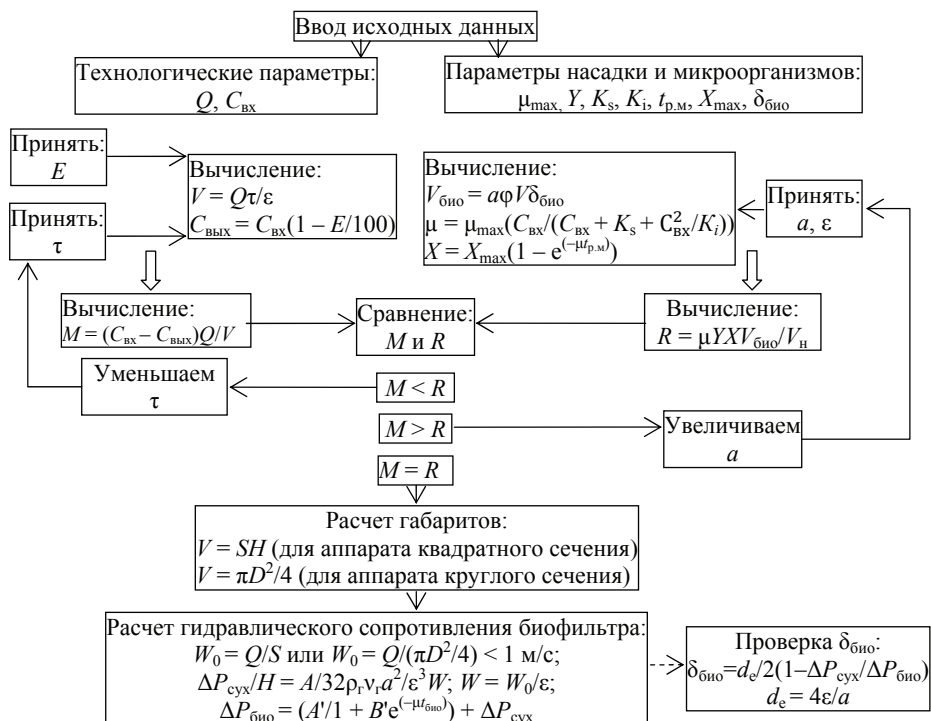 Ввод исходных данных
Технологические параметры:
Q, Cвх
Параметры насадки и микроорганизмов:
μmax, Y, Ks, Ki, tр.м, Xmax, δбио
Принять:
E
Вычисление:
V = Qτ/ε
Cвых = Cвх(1 – E/100)
Принять:
τ
Вычисление:
Vбио = aφVδбио
μ = μmax(Cвх/(Cвх + Ks + C²вх/Ki))
X = Xmax(1 – e^(–μtр.м))
Принять:
a, ε
Вычисление:
M = (Cвх – Cвых)Q/V
Сравнение:
M и R
Вычисление:
R = μYXVбио/Vн
Уменьшаем
τ
M < R
M > R
Увеличиваем
a
M = R
Расчет габаритов:
V = SH (для аппарата квадратного сечения)
V = πD²/4 (для аппарата круглого сечения)
Расчет гидравлического сопротивления биофильтра:
W₀ = Q/S или W₀ = Q/(πD²/4) < 1 м/с;
ΔPсух/H = A/32ρгνгa²/ε³W; W = W₀/ε;
ΔPбио = (A'/1 + B'e^(–μtбио)) + ΔPсух
Проверка δбио:
δбио=de/2(1–ΔPсух/ΔPбио)
de = 4ε/a